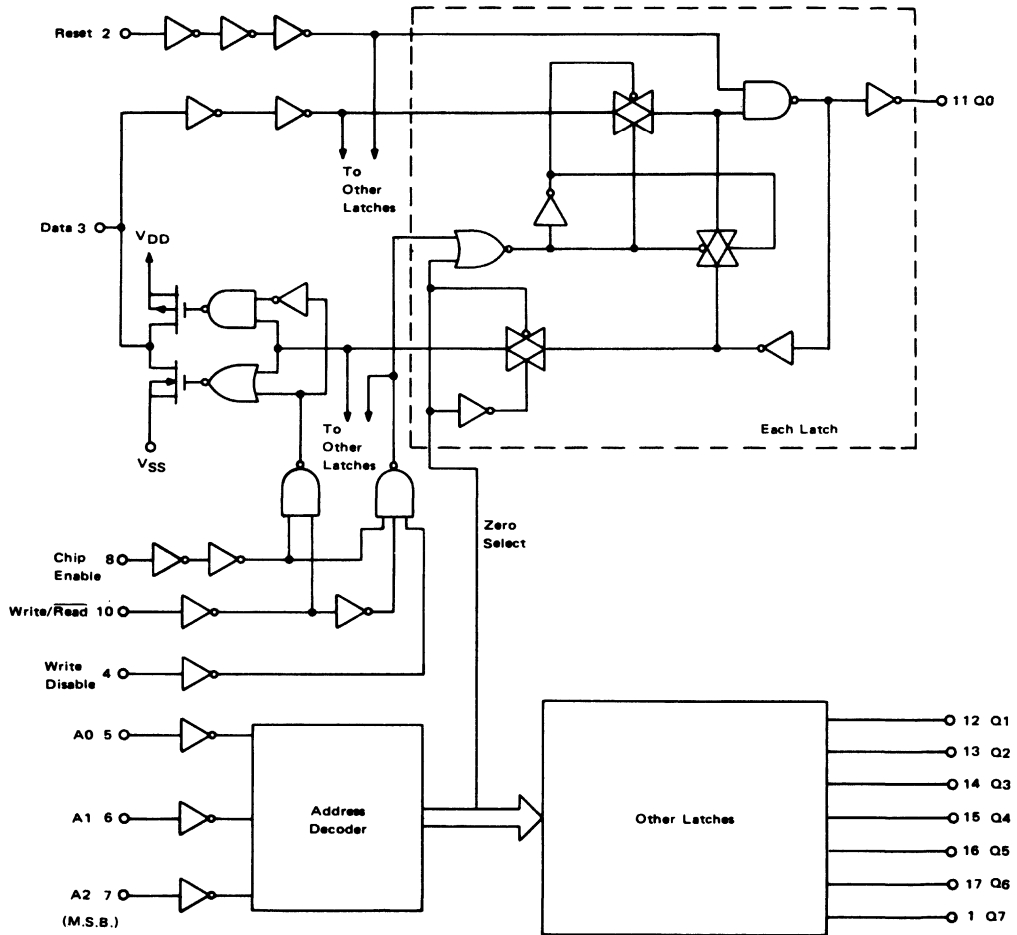 Reset 2
11 Q0
To
Other
Latches
Data 3
VDD
Each Latch
To
Other
Latches
VSS
Zero
Select
Chip
Enable
8
Write/Read 10
Write
Disable
4
A0 5
12 Q1
13 Q2
14 Q3
A1 6
Address
Decoder
Other Latches
15 Q4
16 Q5
A2 7
(M.S.B.)
17 Q6
1 Q7